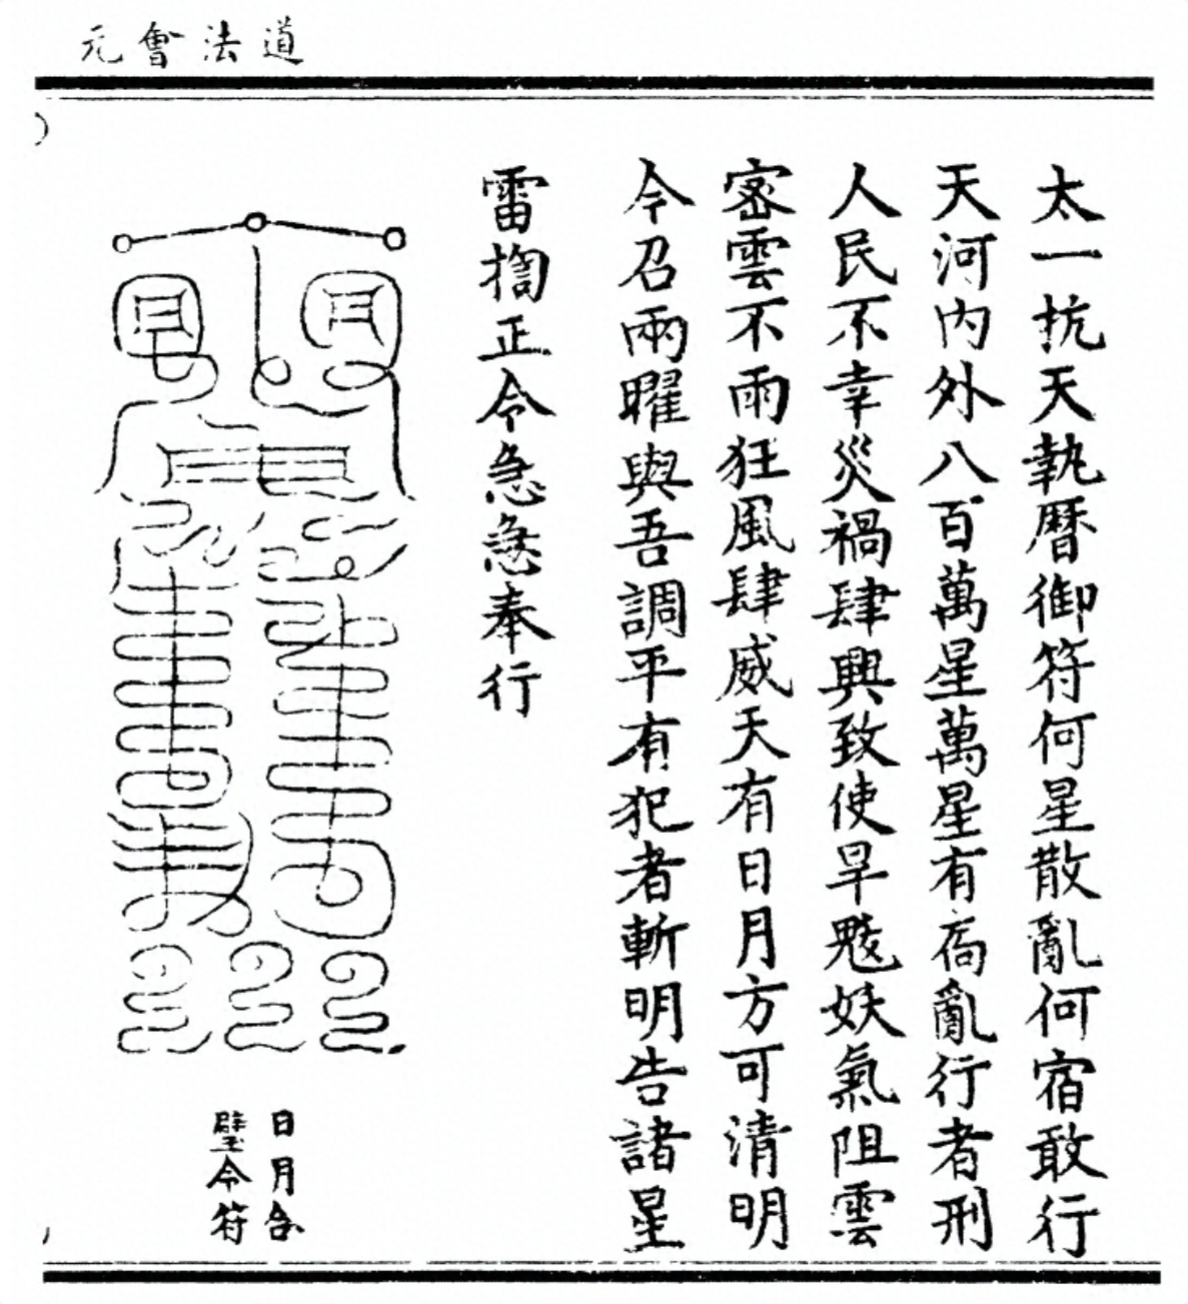 道法會元
太一抗天執曆御符何星散亂何宿敢行
天河內外八百萬星萬星有喬亂行者刑
人民不幸災禍肆興致使旱魃妖氣阻雲
密雲不雨狂風肆威天有日月方可清明
今召兩曜與吾調平有犯者斬明告諸星
雷搊正令急急奉行
日月合
璧令符